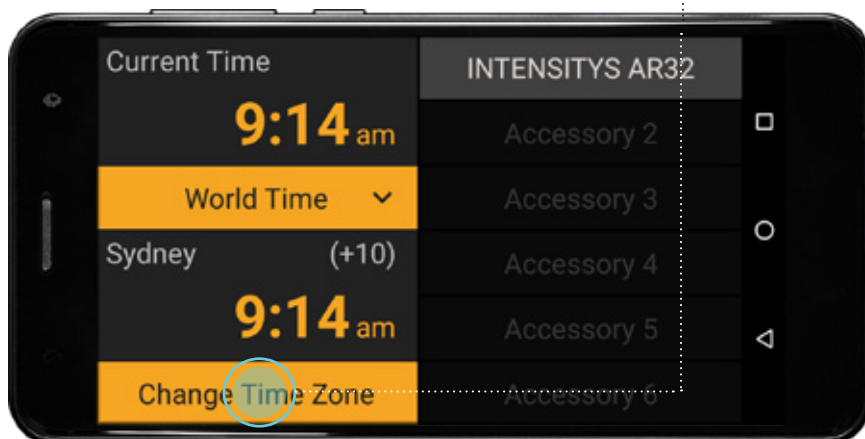 Current Time
9:14 am
World Time
Sydney (+10)
9:14 am
Change Time Zone
INTENSITYS AR32
Accessory 2
Accessory 3
Accessory 4
Accessory 5
Accessory 6